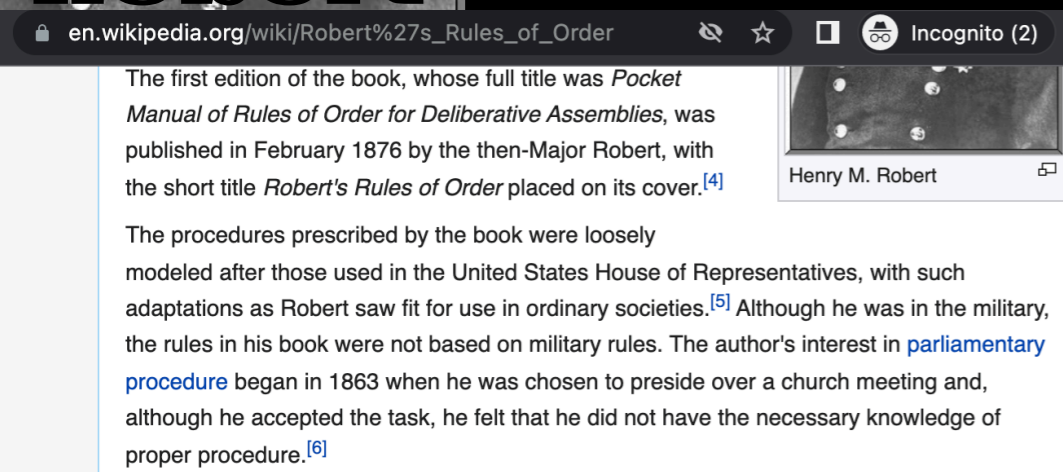 en.wikipedia.org/wiki/Robert%27s_Rules_of_Order
Incognito (2)
The first edition of the book, whose full title was Pocket
Manual of Rules of Order for Deliberative Assemblies, was
published in February 1876 by the then-Major Robert, with
the short title Robert's Rules of Order placed on its cover.[4]
Henry M. Robert
The procedures prescribed by the book were loosely
modeled after those used in the United States House of Representatives, with such
adaptations as Robert saw fit for use in ordinary societies.[5] Although he was in the military,
the rules in his book were not based on military rules. The author's interest in parliamentary
procedure began in 1863 when he was chosen to preside over a church meeting and,
although he accepted the task, he felt that he did not have the necessary knowledge of
proper procedure.[6]